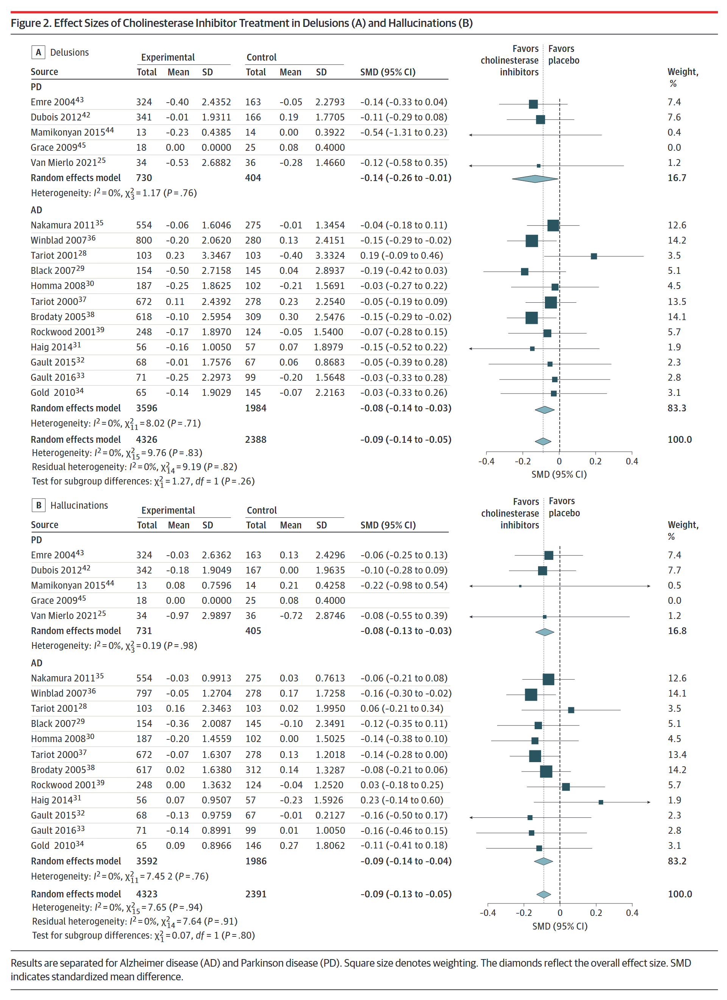 Figure 2. Effect Sizes of Cholinesterase Inhibitor Treatment in Delusions (A) and Hallucinations (B)
A Delusions
Experimental Control
Favors cholinesterase inhibitors
Favors placebo
Source Total Mean SD Total Mean SD SMD (95% CI) Weight, %
PD
Emre 2004⁴³ 324 -0.40 2.4352 163 -0.05 2.2793 -0.14 (-0.33 to 0.04) 7.4
Dubois 2012⁴² 341 -0.01 1.9311 166 0.19 1.7705 -0.11 (-0.29 to 0.08) 7.6
Mamikonyan 2015⁴⁴ 13 -0.23 0.4385 14 0.00 0.3922 -0.54 (-1.31 to 0.23) 0.4
Grace 2009⁴⁵ 18 0.00 0.0000 25 0.08 0.4000 0.0
Van Mierlo 2021²⁵ 34 -0.53 2.6882 36 -0.28 1.4660 -0.12 (-0.58 to 0.35) 1.2
Random effects model 730 404 -0.14 (-0.26 to -0.01) 16.7
Heterogeneity: I² = 0%, χ²₃ = 1.17 (P = .76)
AD
Nakamura 2011³⁵ 554 -0.06 1.6046 275 -0.01 1.3454 -0.04 (-0.18 to 0.11) 12.6
Winblad 2007³⁶ 800 -0.20 2.0620 280 0.13 2.4151 -0.15 (-0.29 to -0.02) 14.2
Tariot 2001²⁸ 103 0.23 3.3467 103 -0.40 3.3324 0.19 (-0.09 to 0.46) 3.5
Black 2007²⁹ 154 -0.50 2.7158 145 0.04 2.8937 -0.19 (-0.42 to 0.03) 5.1
Homma 2008³⁰ 187 -0.25 1.8625 102 -0.21 1.5691 -0.03 (-0.27 to 0.22) 4.5
Tariot 2000³⁷ 672 0.11 2.4392 278 0.23 2.2540 -0.05 (-0.19 to 0.09) 13.5
Brodaty 2005³⁸ 618 -0.10 2.5954 309 0.30 2.5476 -0.15 (-0.29 to -0.02) 14.1
Rockwood 2001³⁹ 248 -0.17 1.8970 124 -0.05 1.5400 -0.07 (-0.28 to 0.15) 5.7
Haig 2014³¹ 56 -0.16 1.0050 57 0.07 1.8979 -0.15 (-0.52 to 0.22) 1.9
Gault 2015³² 68 -0.01 1.7576 67 0.06 0.8683 -0.05 (-0.39 to 0.28) 2.3
Gault 2016³³ 71 -0.25 2.2973 99 -0.20 1.5648 -0.03 (-0.33 to 0.28) 2.8
Gold 2010³⁴ 65 -0.14 1.9029 145 -0.07 2.2163 -0.03 (-0.33 to 0.26) 3.1
Random effects model 3596 1984 -0.08 (-0.14 to -0.03) 83.3
Heterogeneity: I² = 0%, χ²₁₁ = 8.02 (P = .71)
Random effects model 4326 2388 -0.09 (-0.14 to -0.05) 100.0
Heterogeneity: I² = 0%, χ²₁₅ = 9.76 (P = .83)
Residual heterogeneity: I² = 0%, χ²₁₄ = 9.19 (P = .82)
Test for subgroup differences: χ²₁ = 1.27, df = 1 (P = .26)
-0.4 -0.2 0 0.2 0.4
SMD (95% CI)
B Hallucinations
Experimental Control
Favors cholinesterase inhibitors
Favors placebo
Source Total Mean SD Total Mean SD SMD (95% CI) Weight, %
PD
Emre 2004⁴³ 324 -0.03 2.6362 163 0.13 2.4296 -0.06 (-0.25 to 0.13) 7.4
Dubois 2012⁴² 342 -0.18 1.9049 167 0.00 1.9635 -0.10 (-0.28 to 0.09) 7.7
Mamikonyan 2015⁴⁴ 13 0.08 0.7596 14 0.21 0.4258 -0.22 (-0.98 to 0.54) 0.5
Grace 2009⁴⁵ 18 0.00 0.0000 25 0.08 0.4000 0.0
Van Mierlo 2021²⁵ 34 -0.97 2.9897 36 -0.72 2.8746 -0.08 (-0.55 to 0.39) 1.2
Random effects model 731 405 -0.08 (-0.13 to -0.03) 16.8
Heterogeneity: I² = 0%, χ²₃ = 0.19 (P = .98)
AD
Nakamura 2011³⁵ 554 -0.03 0.9913 275 0.03 0.7613 -0.06 (-0.21 to 0.08) 12.6
Winblad 2007³⁶ 797 -0.05 1.2704 278 0.17 1.7258 -0.16 (-0.30 to -0.02) 14.1
Tariot 2001²⁸ 103 0.16 2.3463 103 0.02 1.9950 0.06 (-0.21 to 0.34) 3.5
Black 2007²⁹ 154 -0.36 2.0087 145 -0.10 2.3491 -0.12 (-0.35 to 0.11) 5.1
Homma 2008³⁰ 187 -0.20 1.4559 102 0.00 1.5025 -0.14 (-0.38 to 0.10) 4.5
Tariot 2000³⁷ 672 -0.07 1.6307 278 0.13 1.2018 -0.14 (-0.28 to 0.00) 13.4
Brodaty 2005³⁸ 617 0.02 1.6380 312 0.14 1.3287 -0.08 (-0.21 to 0.06) 14.2
Rockwood 2001³⁹ 248 0.00 1.3632 124 -0.04 1.2520 0.03 (-0.18 to 0.25) 5.7
Haig 2014³¹ 56 0.07 0.9507 57 -0.23 1.5926 0.23 (-0.14 to 0.60) 1.9
Gault 2015³² 68 -0.13 0.9759 67 -0.01 0.2127 -0.16 (-0.50 to 0.17) 2.3
Gault 2016³³ 71 -0.14 0.8991 99 0.01 1.0050 -0.16 (-0.46 to 0.15) 2.8
Gold 2010³⁴ 65 0.09 0.8966 146 0.27 1.8062 -0.11 (-0.41 to 0.18) 3.1
Random effects model 3592 1986 -0.09 (-0.14 to -0.04) 83.2
Heterogeneity: I² = 0%, χ²₁₁ = 7.45 2 (P = .76)
Random effects model 4323 2391 -0.09 (-0.13 to -0.05) 100.0
Heterogeneity: I² = 0%, χ²₁₅ = 7.65 (P = .94)
Residual heterogeneity: I² = 0%, χ²₁₄ = 7.64 (P = .91)
Test for subgroup differences: χ²₁ = 0.07, df = 1 (P = .80)
-0.4 -0.2 0 0.2 0.4
SMD (95% CI)
Results are separated for Alzheimer disease (AD) and Parkinson disease (PD). Square size denotes weighting. The diamonds reflect the overall effect size. SMD
indicates standardized mean difference.